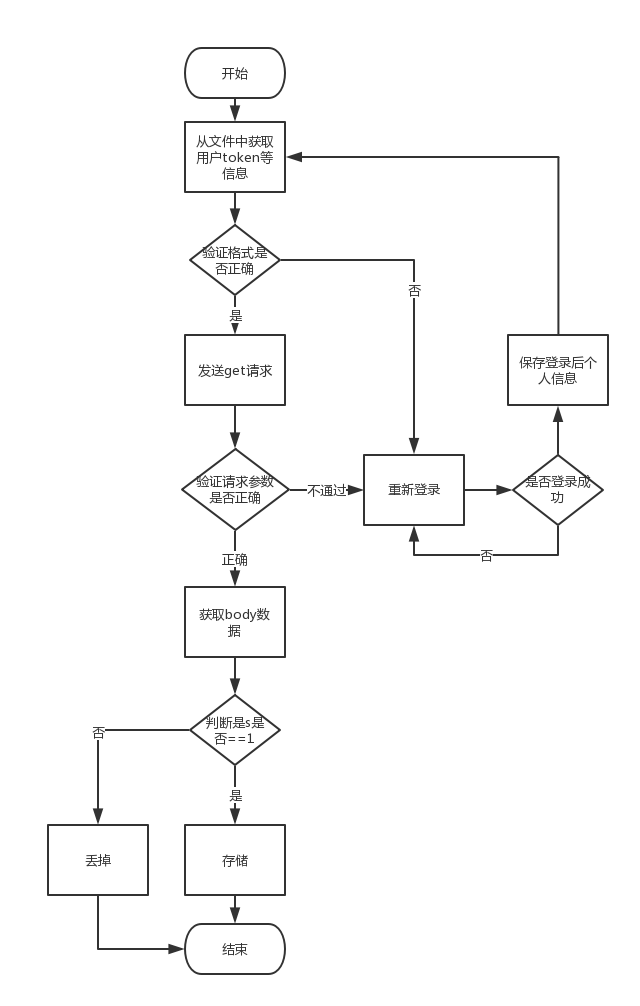 开始
从文件中获取
用户token等
信息
验证格式是
否正确
否
是
发送get请求
保存登录后个
人信息
验证请求参数
是否正确
不通过
重新登录
是否登录成
功
否
正确
获取body数
据
判断是s是
否==1
否
是
丢掉
存储
结束